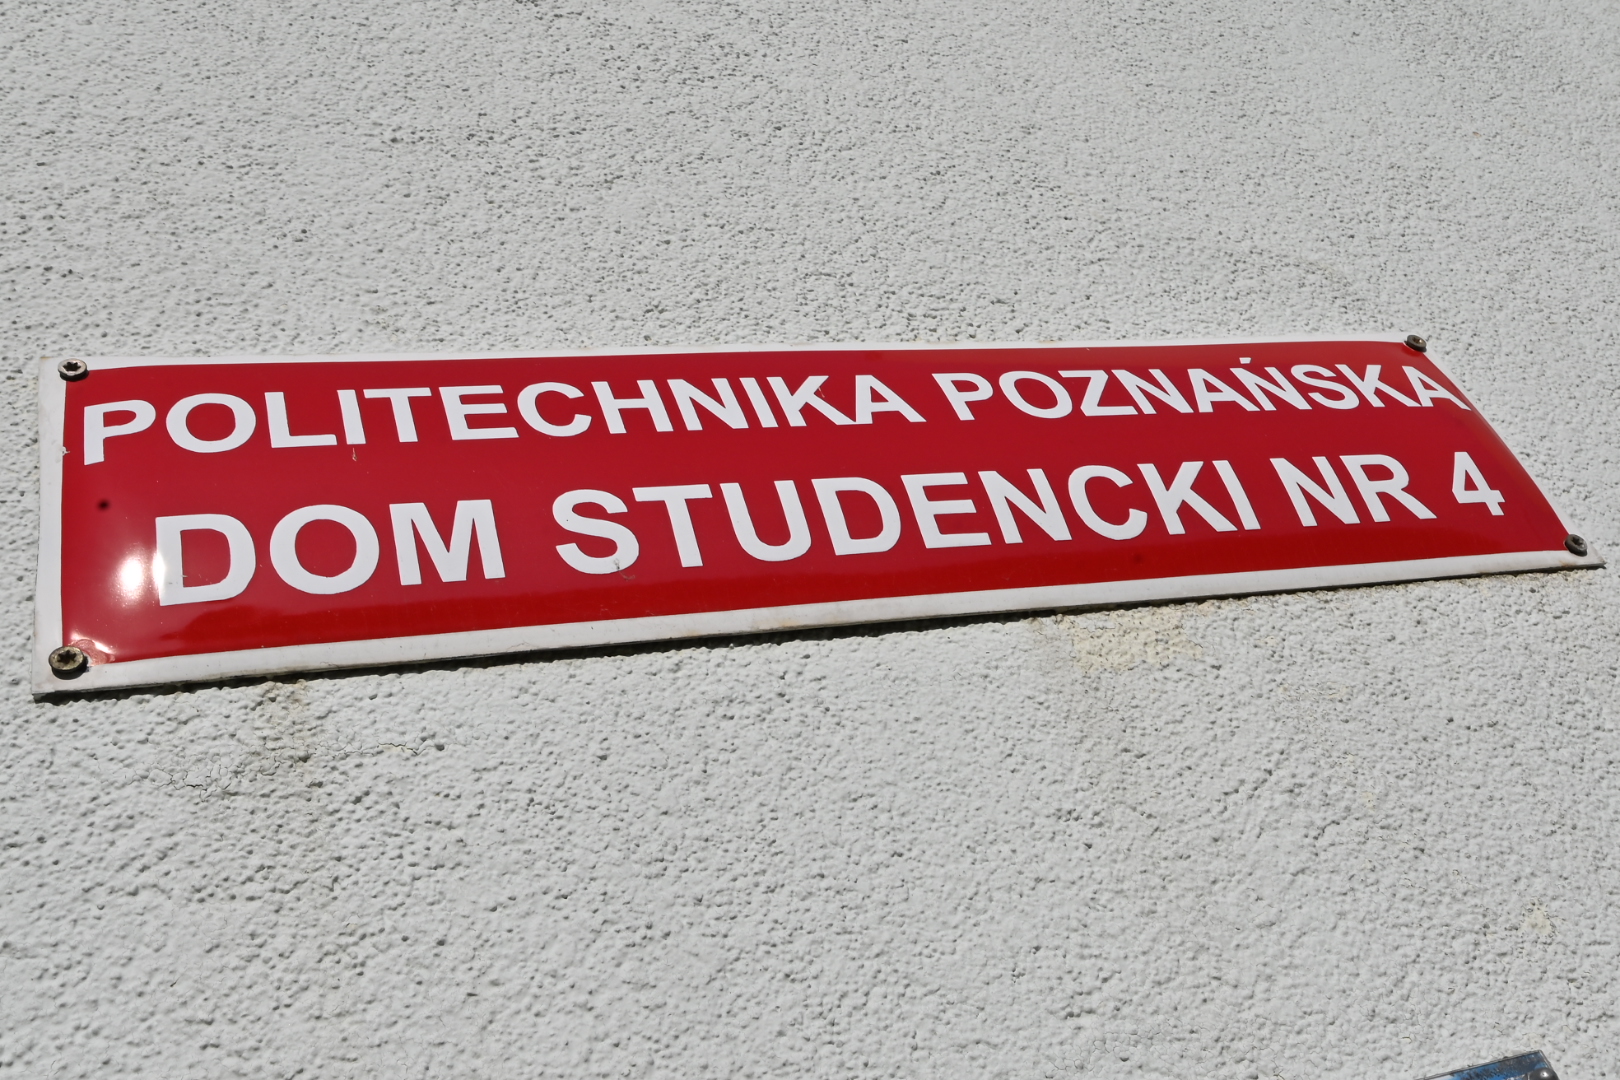 POLITECHNIKA POZNAŃSKA
DOM STUDENCKI NR 4